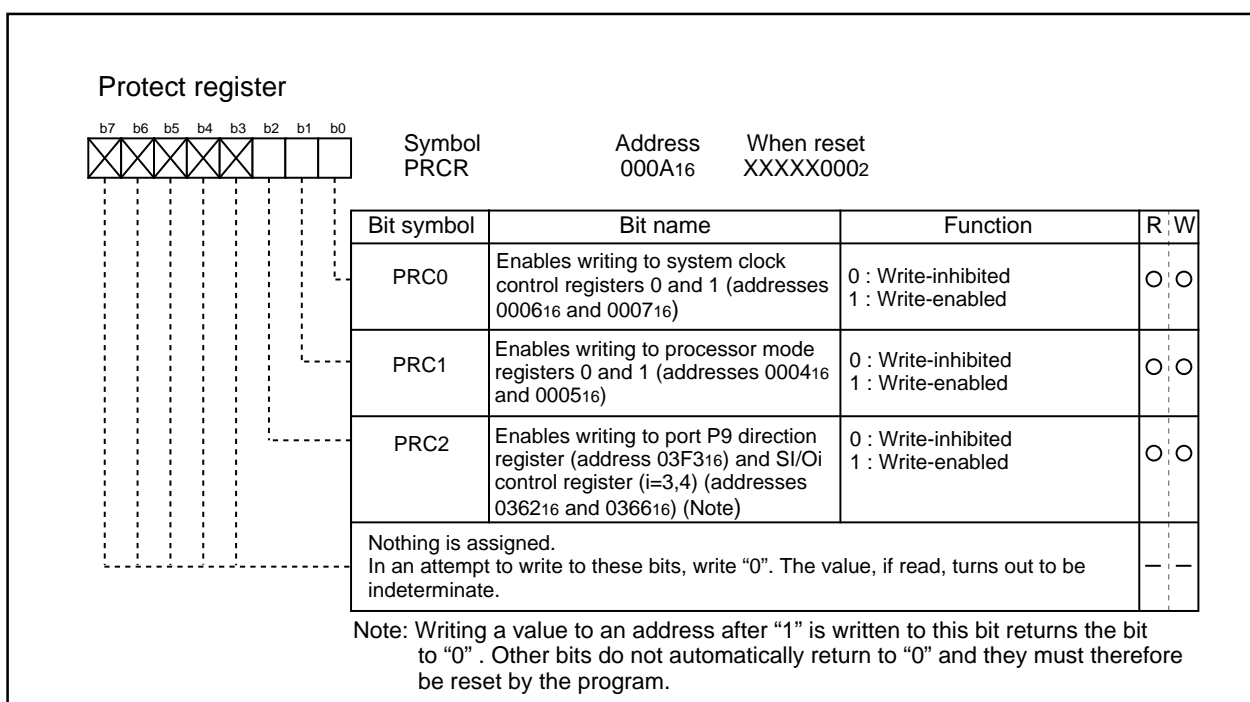 Protect register
b7 b6 b5 b4 b3 b2 b1 b0
Symbol Address When reset
PRCR 000A16 XXXXX0002
Bit symbol Bit name Function R W
PRC0 Enables writing to system clock control registers 0 and 1 (addresses 000616 and 000716) 0 : Write-inhibited 1 : Write-enabled
PRC1 Enables writing to processor mode registers 0 and 1 (addresses 000416 and 000516) 0 : Write-inhibited 1 : Write-enabled
PRC2 Enables writing to port P9 direction register (address 03F316) and SI/Oi control register (i=3,4) (addresses 036216 and 036616) (Note) 0 : Write-inhibited 1 : Write-enabled
Nothing is assigned.
In an attempt to write to these bits, write “0”. The value, if read, turns out to be
indeterminate.
Note: Writing a value to an address after “1” is written to this bit returns the bit
to “0” . Other bits do not automatically return to “0” and they must therefore
be reset by the program.